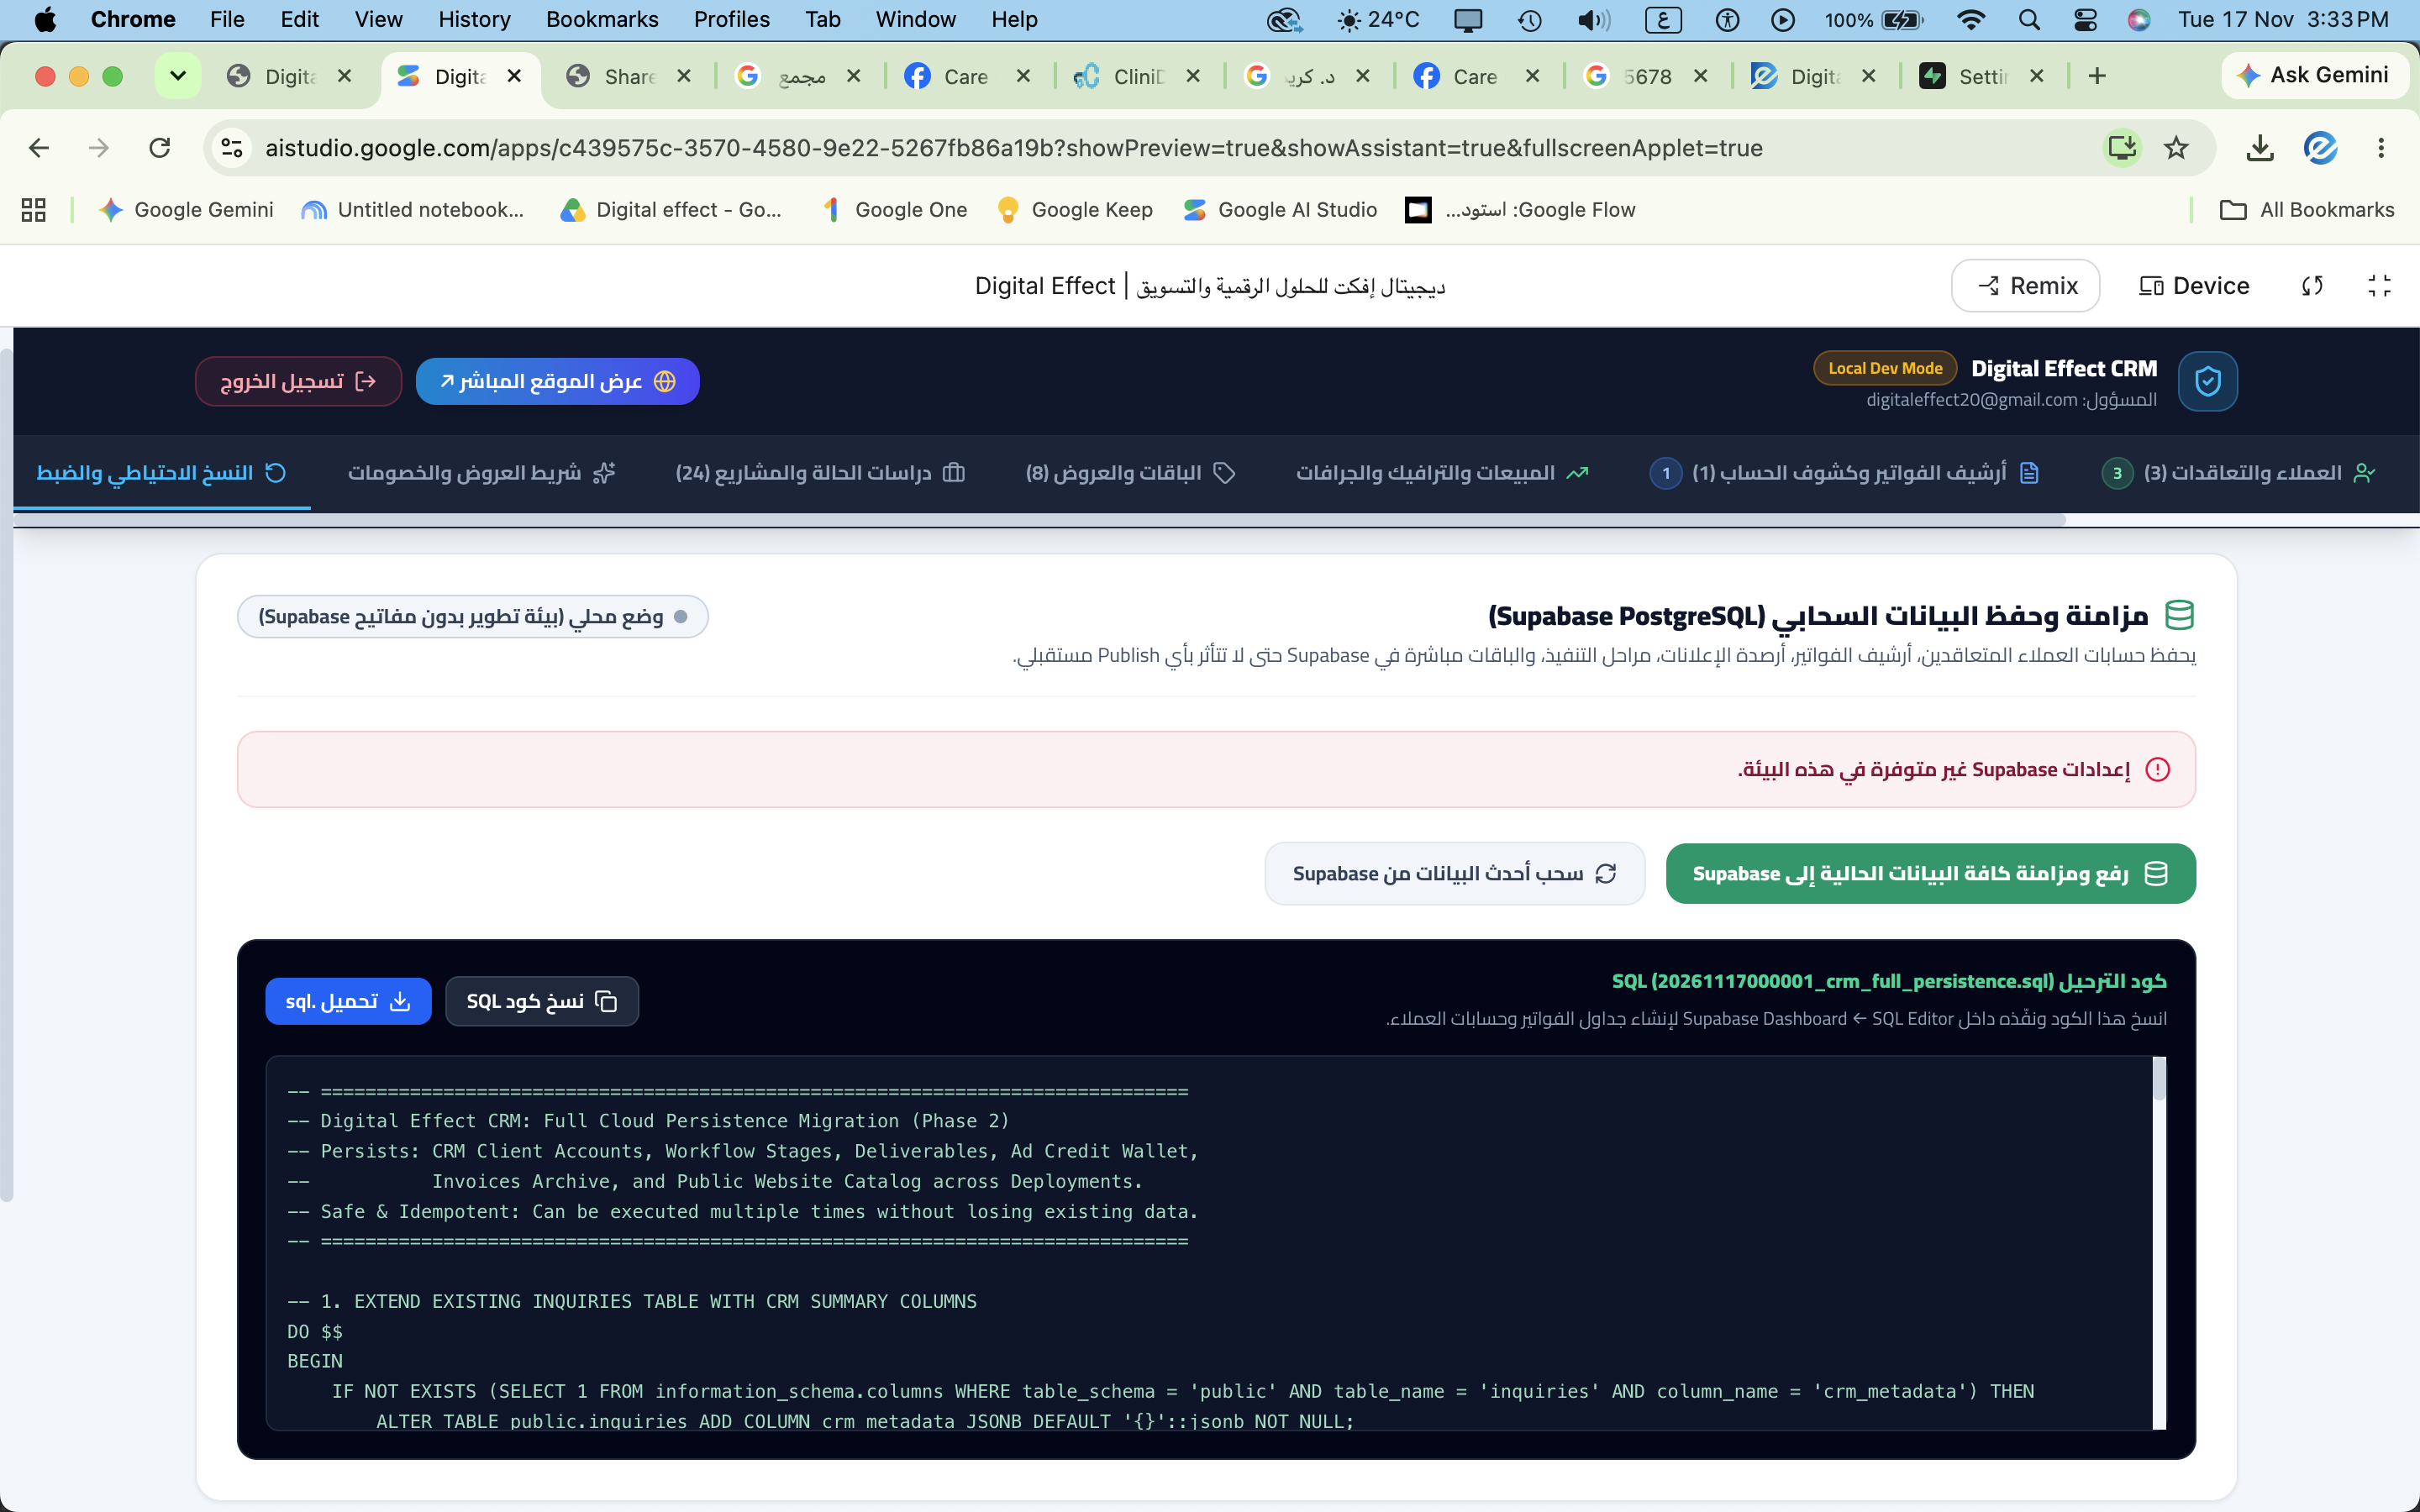 Chrome File Edit View History Bookmarks Profiles Tab Window Help 24°C ع 100% Tue 17 Nov 3:33 PM
Digita Digita Share مجمع Care CliniD د. كريـ Care 5678 Digita Settin Ask Gemini
aistudio.google.com/apps/c439575c-3570-4580-9e22-5267fb86a19b?showPreview=true&showAssistant=true&fullscreenApplet=true
Google Gemini Untitled notebook... Digital effect - Go... Google One Google Keep Google AI Studio Google Flow: استود... All Bookmarks
ديجيتال إفكت للحلول الرقمية والتسويق | Digital Effect
Remix Device
Digital Effect CRM Local Dev Mode
المسؤول: digitaleffect20@gmail.com
عرض الموقع المباشر ↗
تسجيل الخروج
العملاء والتعاقدات (3) 3
أرشيف الفواتير وكشوف الحساب (1) 1
المبيعات والترافيك والجرافات
الباقات والعروض (8)
دراسات الحالة والمشاريع (24)
شريط العروض والخصومات
النسخ الاحتياطي والضبط
مزامنة وحفظ البيانات السحابي (Supabase PostgreSQL)
وضع محلي (بيئة تطوير بدون مفاتيح Supabase)
يحفظ حسابات العملاء المتعاقدين، أرشيف الفواتير، أرصدة الإعلانات، مراحل التنفيذ، والباقات مباشرة في Supabase حتى لا تتأثر بأي Publish مستقبلي.
إعدادات Supabase غير متوفرة في هذه البيئة.
رفع ومزامنة كافة البيانات الحالية إلى Supabase
سحب أحدث البيانات من Supabase
كود الترحيل SQL (20261117000001_crm_full_persistence.sql)
انسخ هذا الكود ونفّذه داخل Supabase Dashboard ← SQL Editor لإنشاء جداول الفواتير وحسابات العملاء.
نسخ كود SQL
تحميل .sql
-- ==============================================================================
-- Digital Effect CRM: Full Cloud Persistence Migration (Phase 2)
-- Persists: CRM Client Accounts, Workflow Stages, Deliverables, Ad Credit Wallet,
--           Invoices Archive, and Public Website Catalog across Deployments.
-- Safe & Idempotent: Can be executed multiple times without losing existing data.
-- ==============================================================================
-- 1. EXTEND EXISTING INQUIRIES TABLE WITH CRM SUMMARY COLUMNS
DO $$
BEGIN
    IF NOT EXISTS (SELECT 1 FROM information_schema.columns WHERE table_schema = 'public' AND table_name = 'inquiries' AND column_name = 'crm_metadata') THEN
        ALTER TABLE public.inquiries ADD COLUMN crm_metadata JSONB DEFAULT '{}'::jsonb NOT NULL;